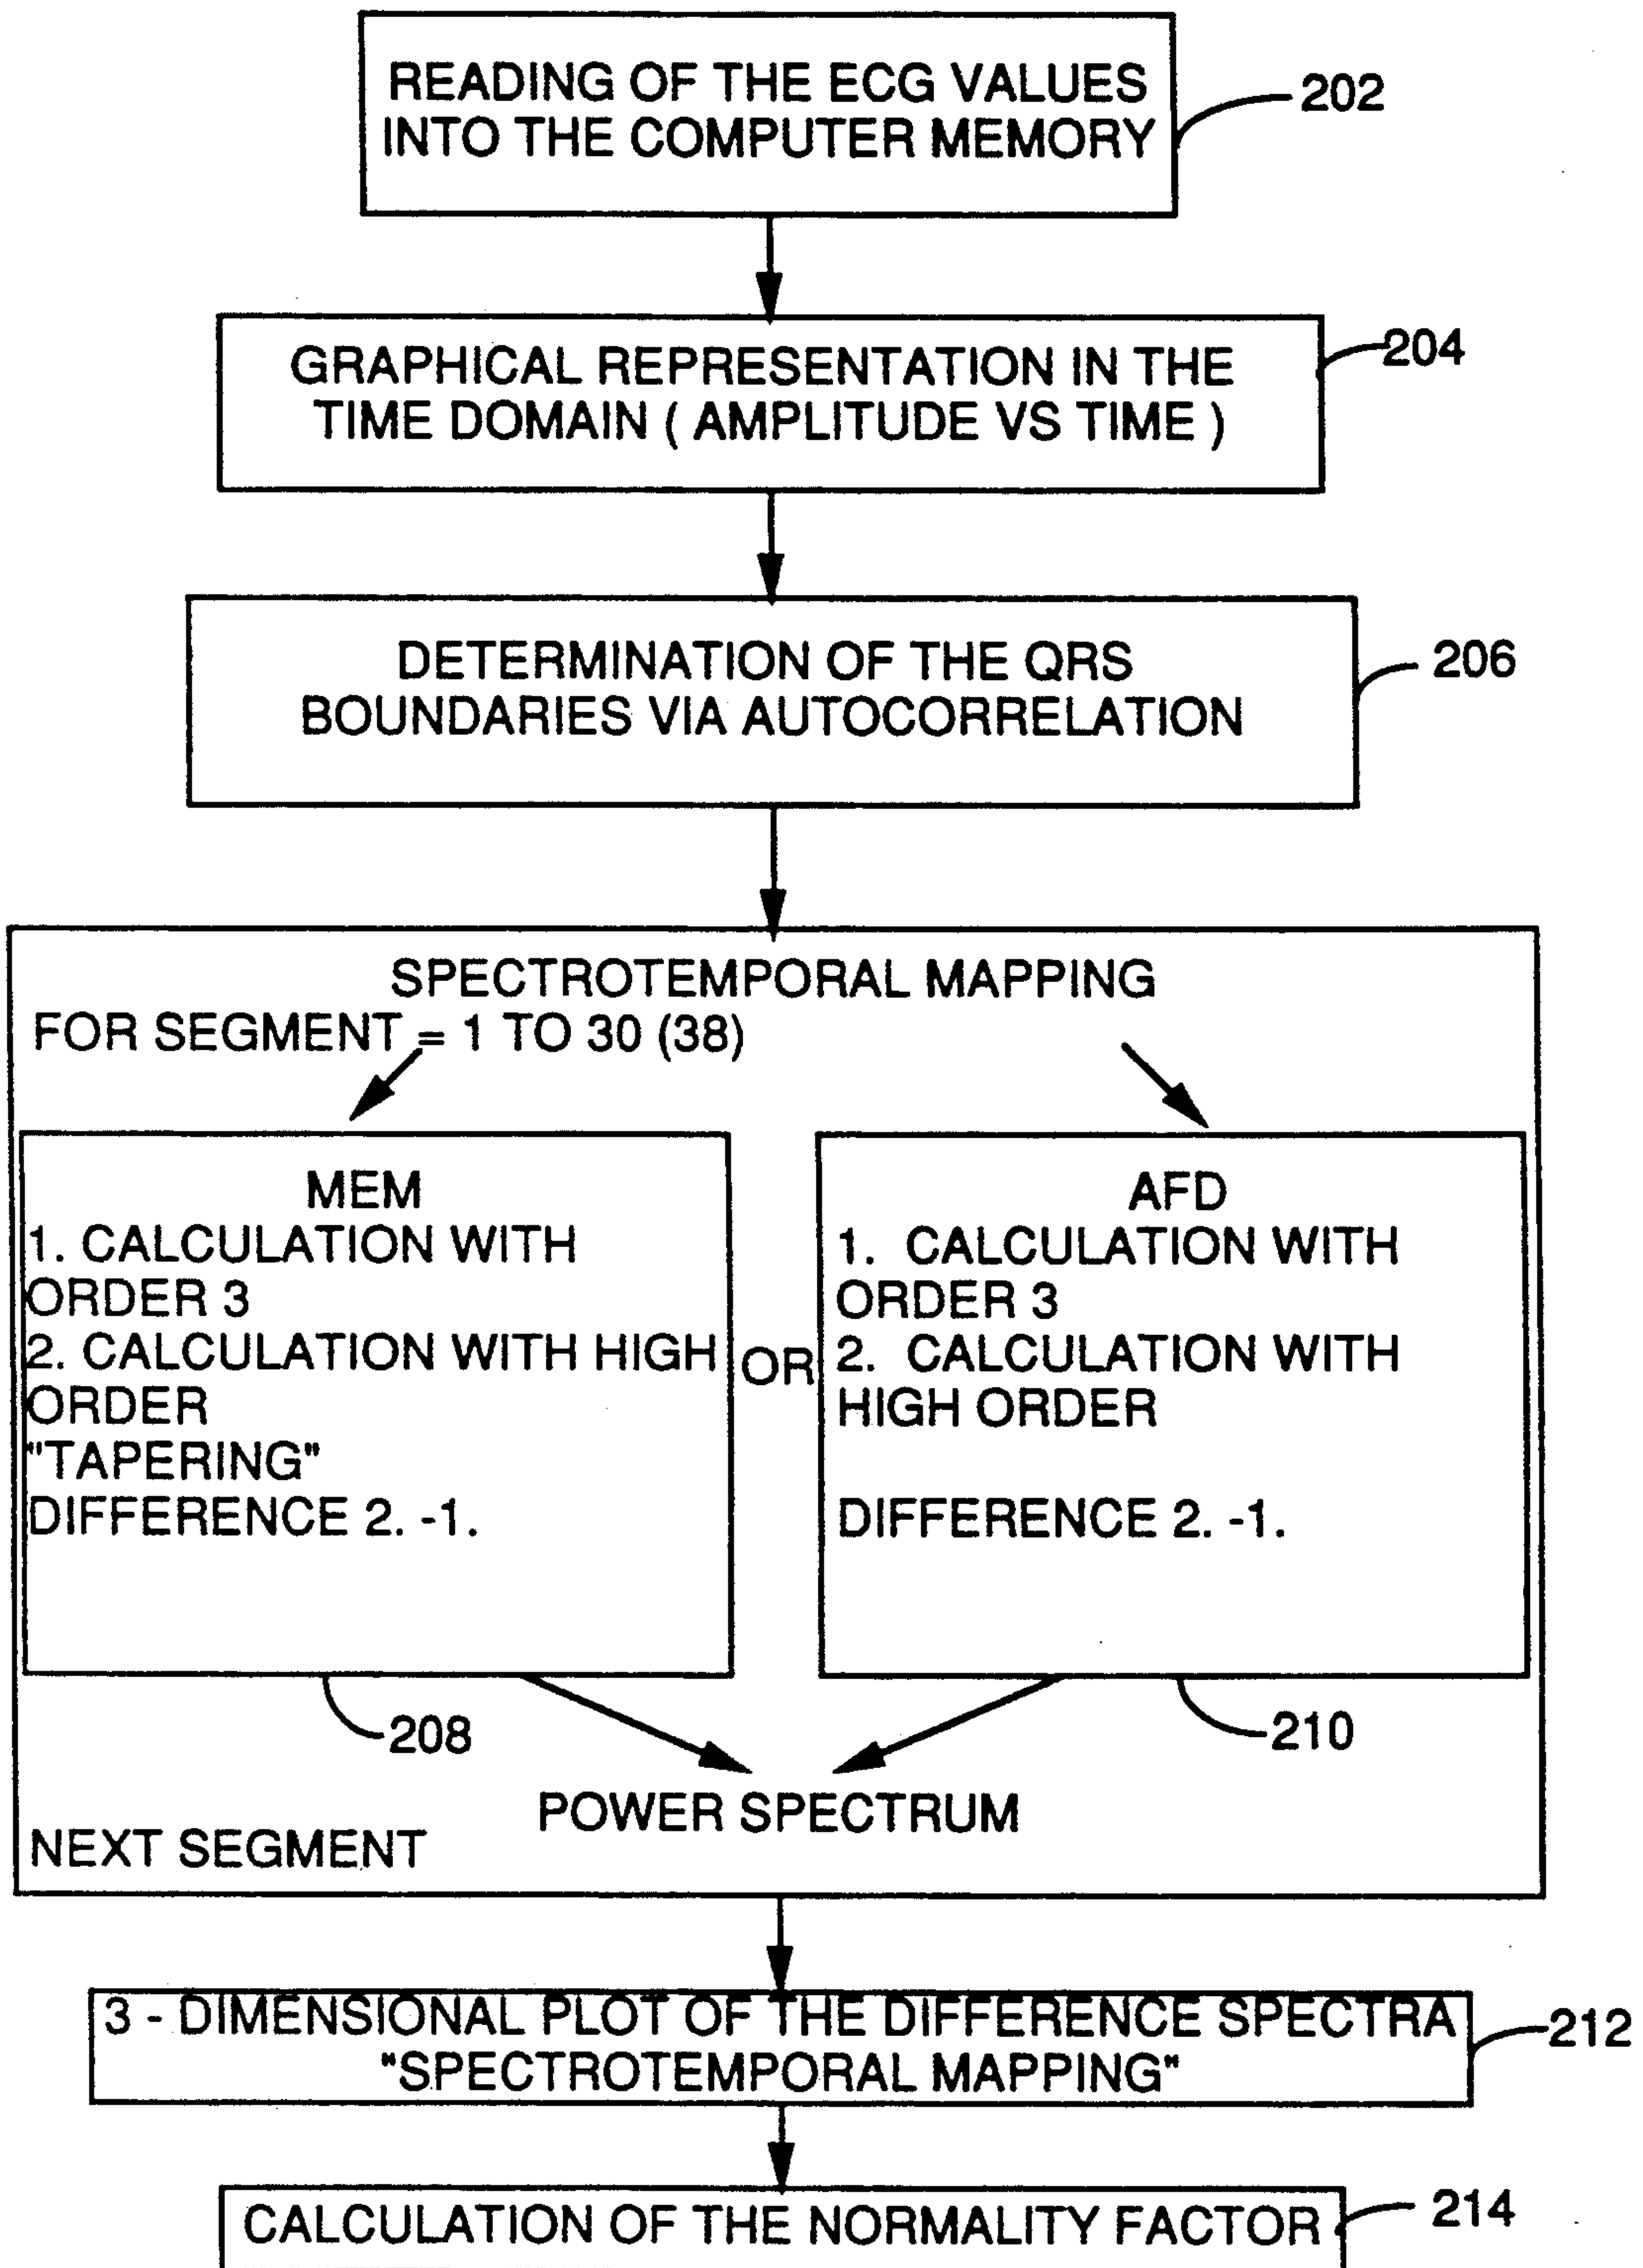 READING OF THE ECG VALUES
INTO THE COMPUTER MEMORY
202
GRAPHICAL REPRESENTATION IN THE
TIME DOMAIN ( AMPLITUDE VS TIME )
204
DETERMINATION OF THE QRS
BOUNDARIES VIA AUTOCORRELATION
206
SPECTROTEMPORAL MAPPING
FOR SEGMENT = 1 TO 30 (38)
MEM
1. CALCULATION WITH
ORDER 3
2. CALCULATION WITH HIGH
ORDER
"TAPERING"
DIFFERENCE 2. -1.
208
OR
AFD
1. CALCULATION WITH
ORDER 3
2. CALCULATION WITH
HIGH ORDER
DIFFERENCE 2. -1.
210
POWER SPECTRUM
NEXT SEGMENT
3 - DIMENSIONAL PLOT OF THE DIFFERENCE SPECTRA
"SPECTROTEMPORAL MAPPING"
212
CALCULATION OF THE NORMALITY FACTOR
214